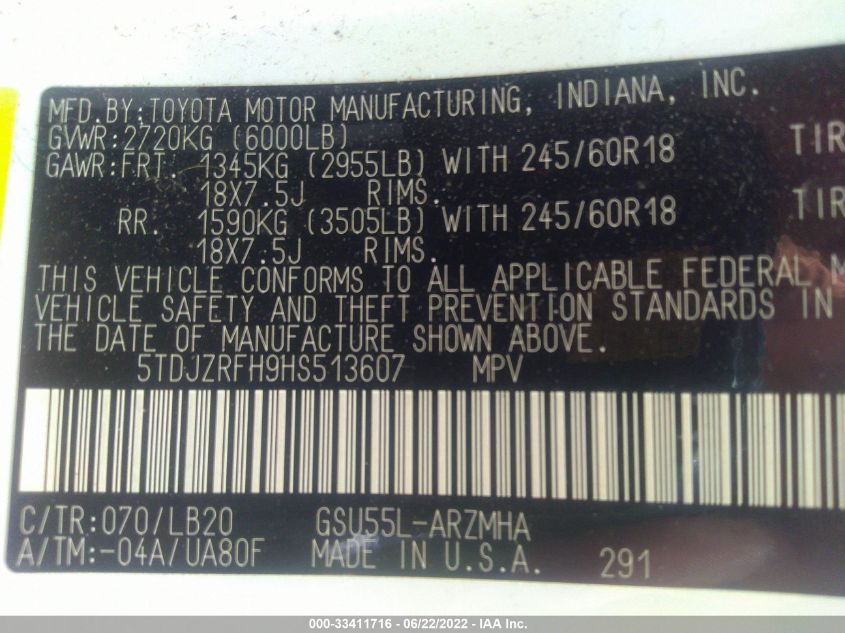 MFD.BY:TOYOTA MOTOR MANUFACTURING, INDIANA, INC.
GVWR:2720KG (6000LB)
GAWR:FRT. 1345KG (2955LB) WITH 245/60R18 TIR
18X7.5J RIMS.
RR. 1590KG (3505LB) WITH 245/60R18 TIR
18X7.5J RIMS.
THIS VEHICLE CONFORMS TO ALL APPLICABLE FEDERAL M
VEHICLE SAFETY AND THEFT PREVENTION STANDARDS IN
THE DATE OF MANUFACTURE SHOWN ABOVE.
5TDJZRFH9HS513607 MPV
C/TR:070/LB20 GSU55L-ARZMHA
A/TM:-04A/UA80F MADE IN U.S.A. 291
000-33411716 - 06/22/2022 - IAA Inc.